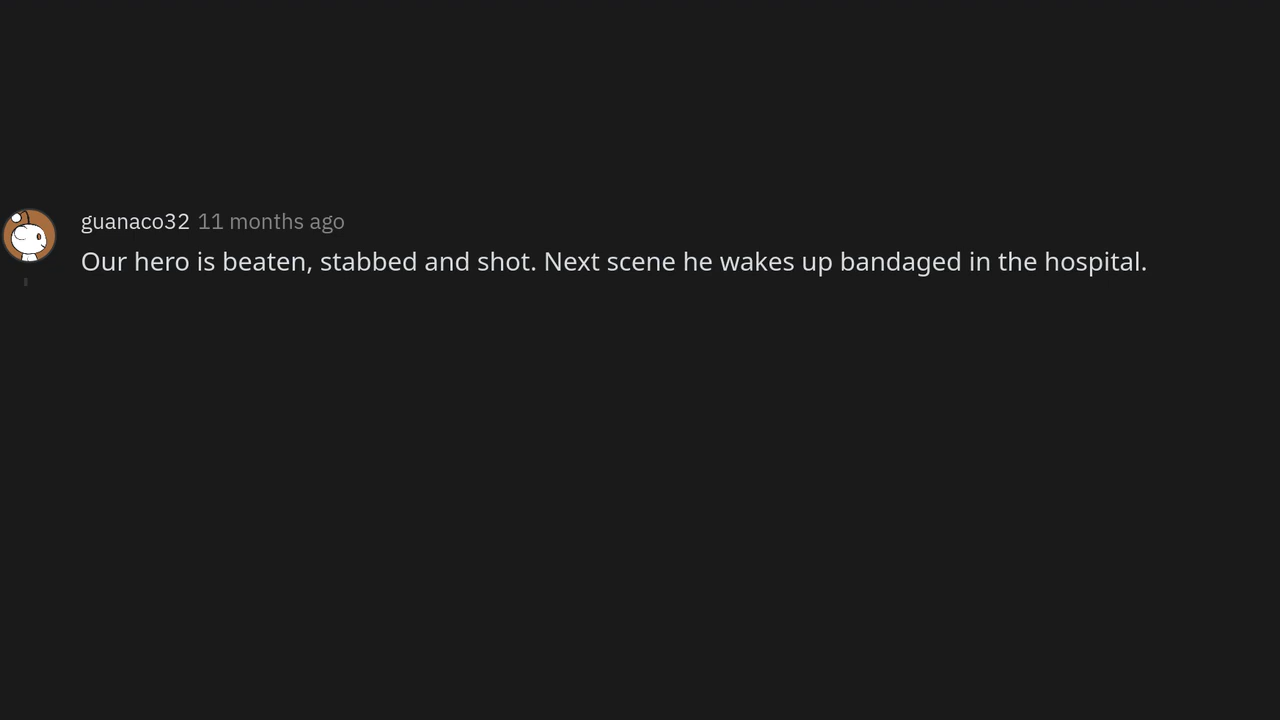 guanaco32 11 months ago
Our hero is beaten, stabbed and shot. Next scene he wakes up bandaged in the hospital.